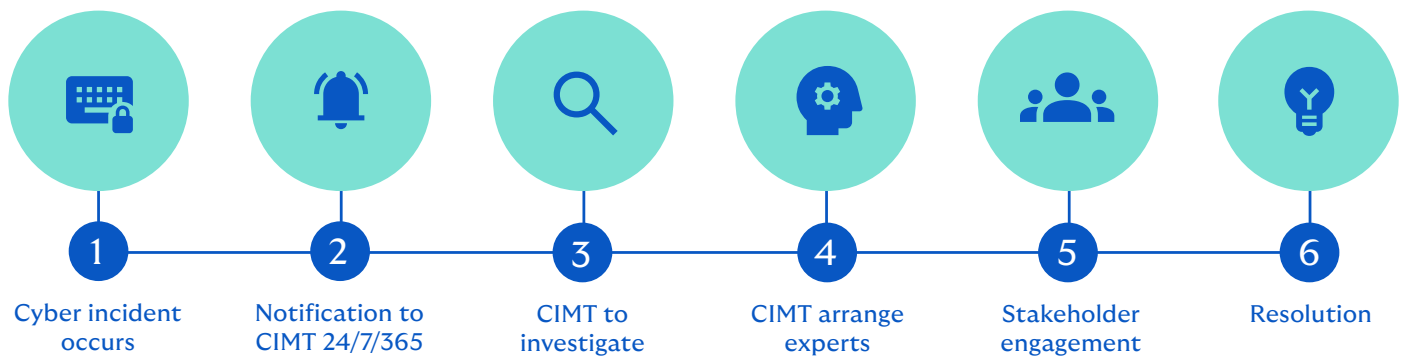 1
2
3
4
5
6
Cyber incident
occurs
Notification to
CIMT 24/7/365
CIMT to
investigate
CIMT arrange
experts
Stakeholder
engagement
Resolution